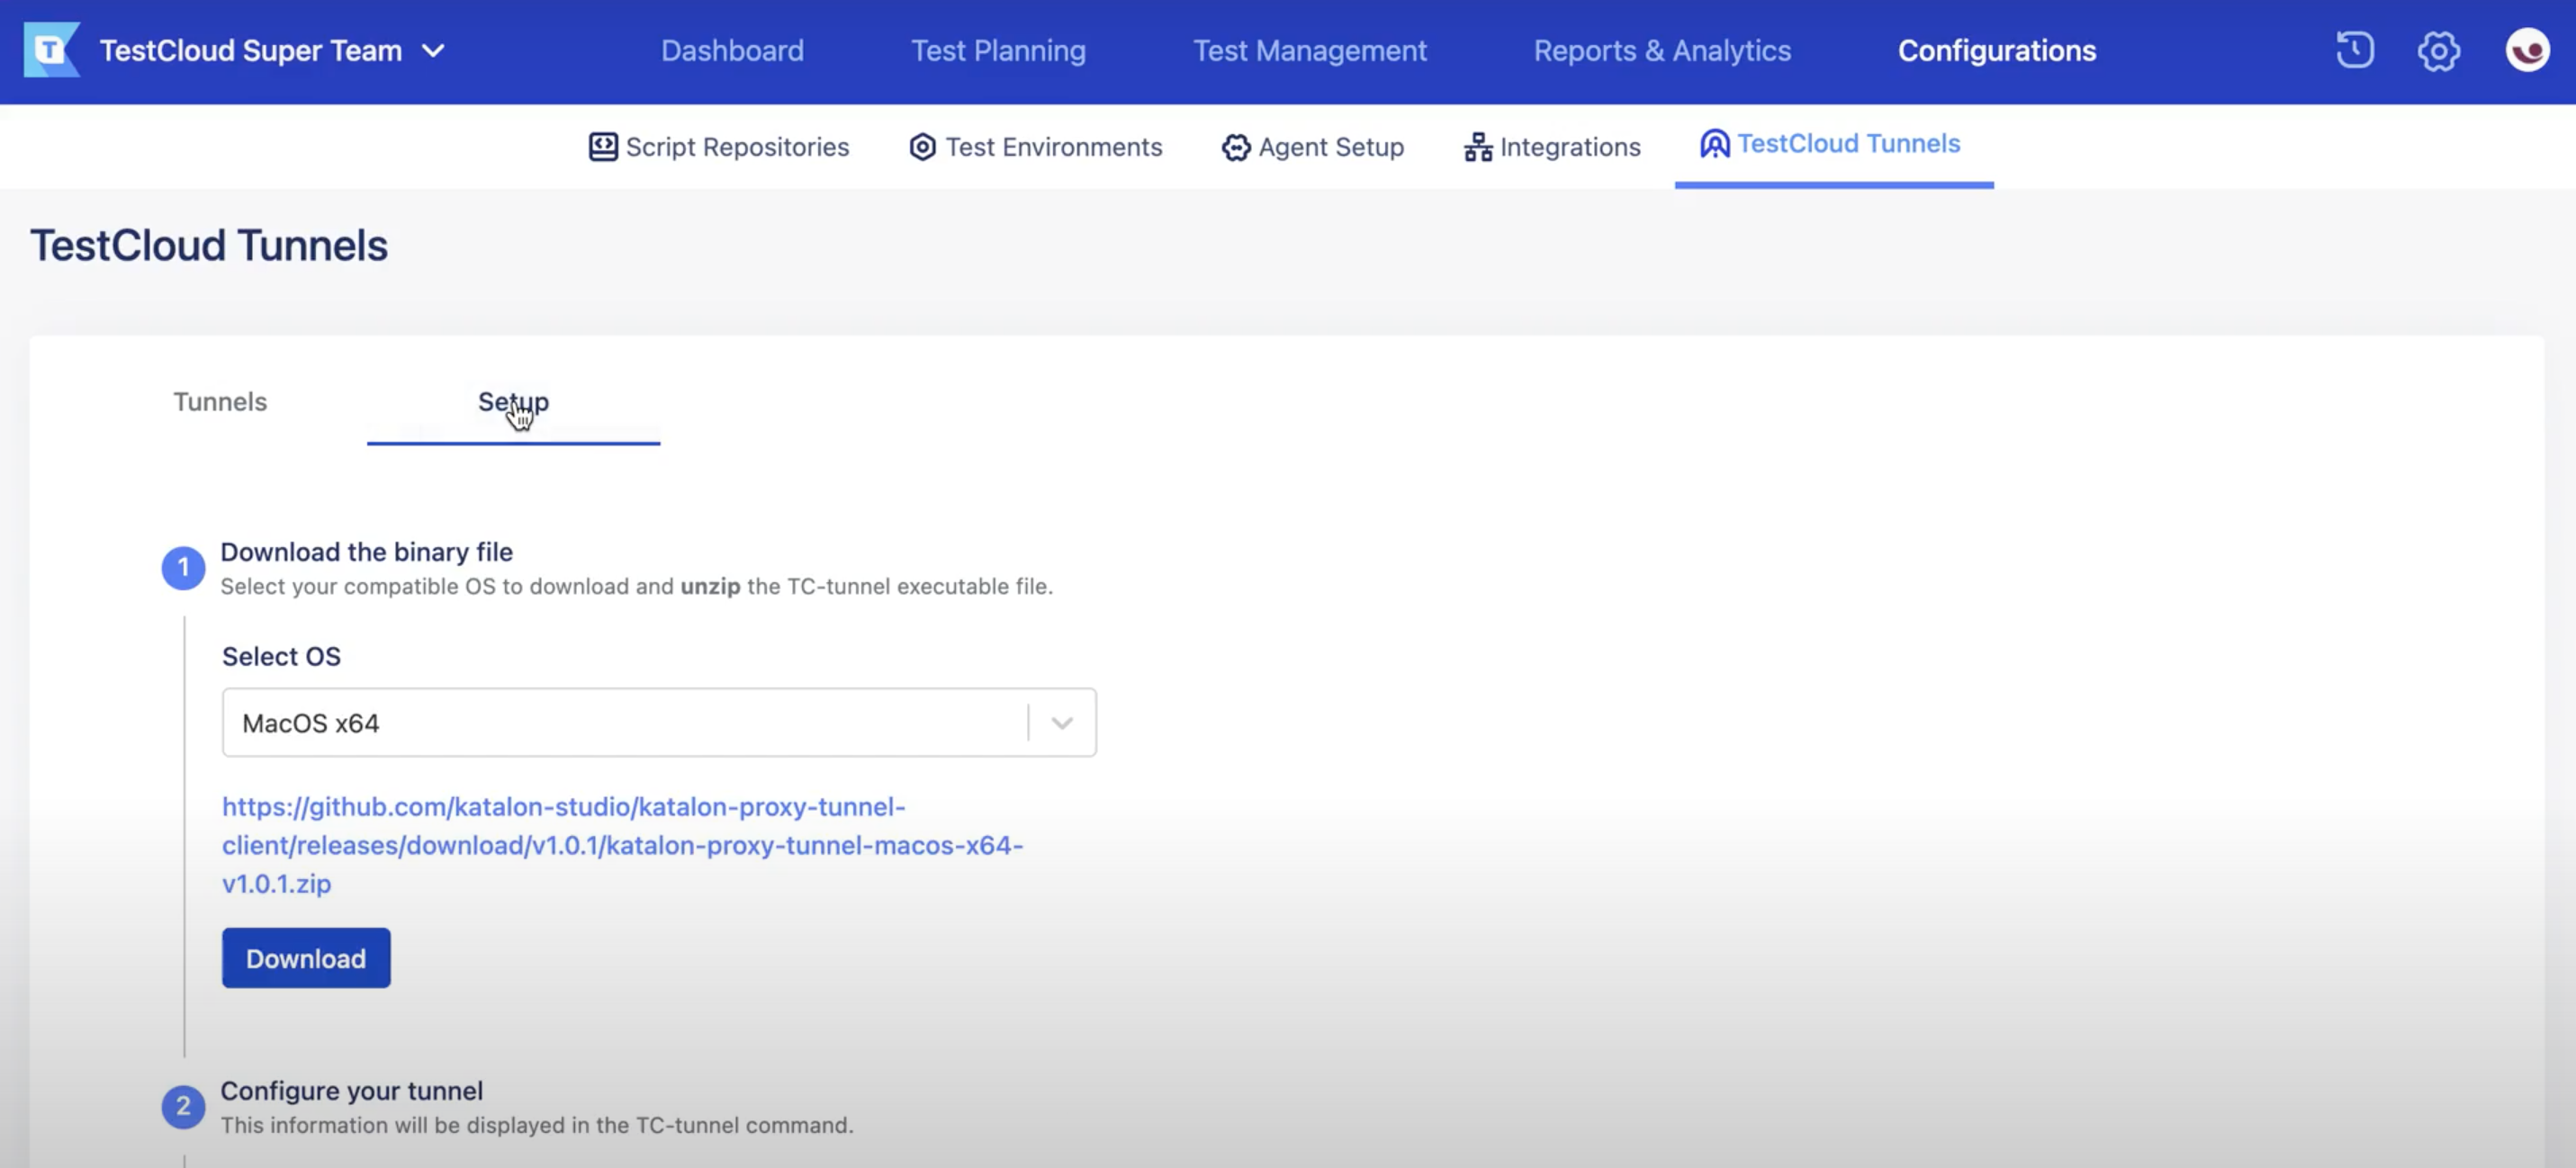 T TestCloud Super Team Dashboard Test Planning Test Management Reports & Analytics Configurations
Script Repositories Test Environments Agent Setup Integrations TestCloud Tunnels
TestCloud Tunnels
Tunnels Setup
1 Download the binary file
Select your compatible OS to download and unzip the TC-tunnel executable file.
Select OS
MacOS x64
https://github.com/katalon-studio/katalon-proxy-tunnel-
client/releases/download/v1.0.1/katalon-proxy-tunnel-macos-x64-
v1.0.1.zip
Download
2 Configure your tunnel
This information will be displayed in the TC-tunnel command.